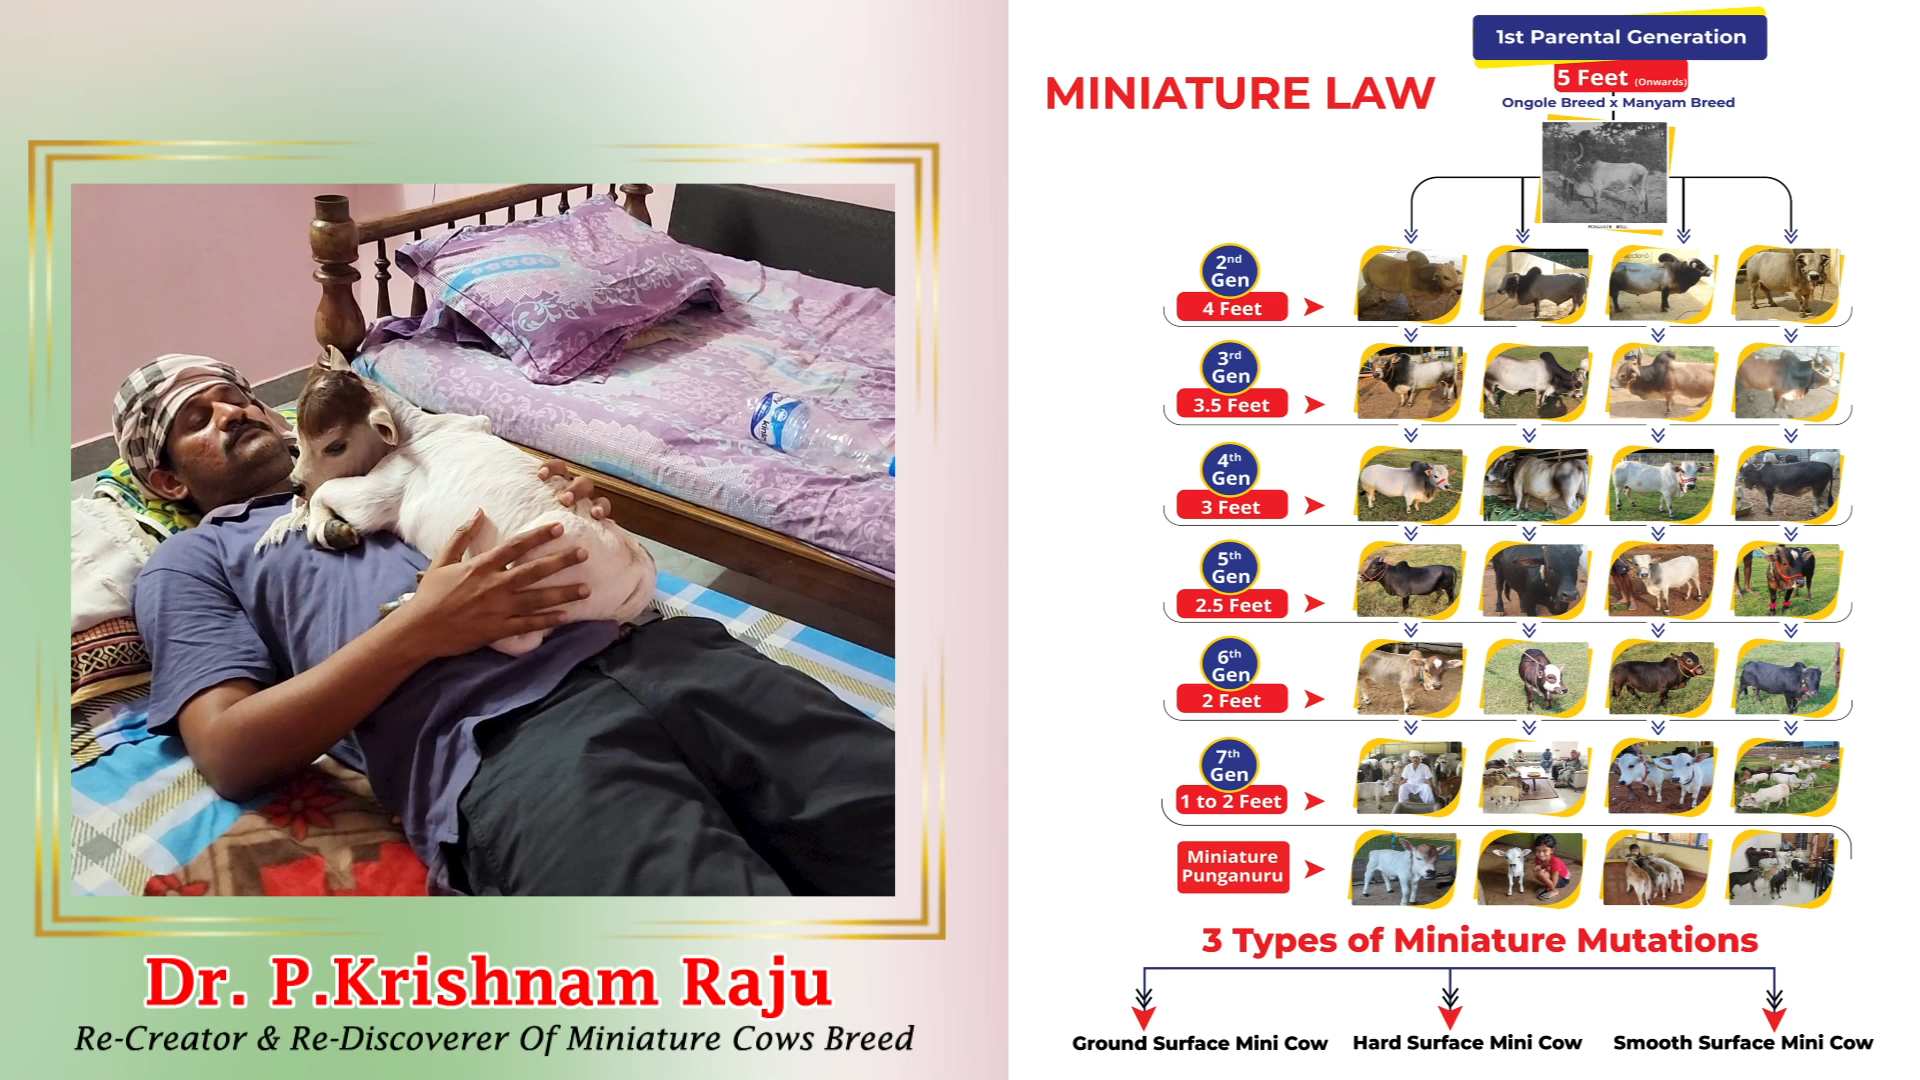 MINIATURE LAW
1st Parental Generation
5 Feet (Onwards)
Ongole Breed x Manyam Breed
2nd
Gen
4 Feet
3rd
Gen
3.5 Feet
4th
Gen
3 Feet
5th
Gen
2.5 Feet
6th
Gen
2 Feet
7th
Gen
1 to 2 Feet
Miniature
Punganuru
3 Types of Miniature Mutations
Ground Surface Mini Cow
Hard Surface Mini Cow
Smooth Surface Mini Cow
Dr. P.Krishnam Raju
Re-Creator & Re-Discoverer Of Miniature Cows Breed